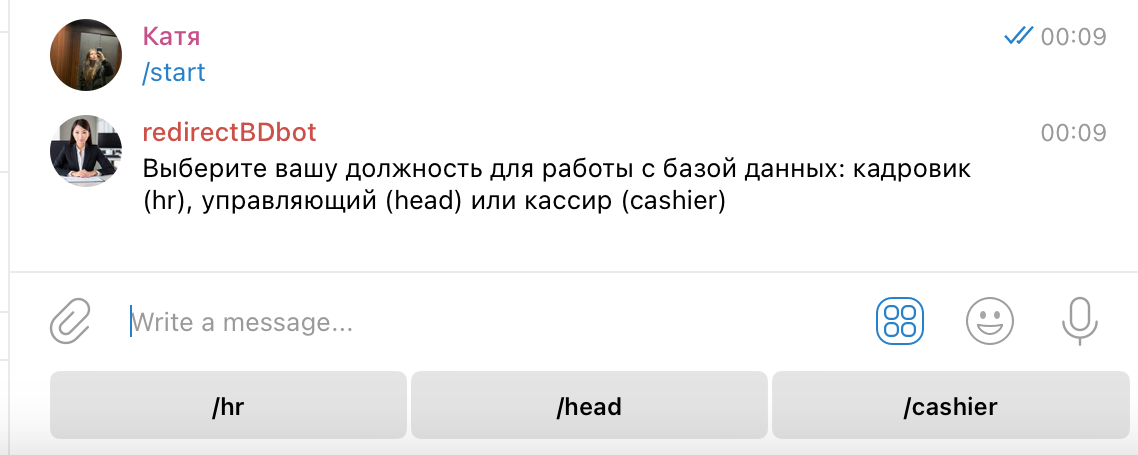 Катя
00:09
/start
redirectBDbot
00:09
Выберите вашу должность для работы с базой данных: кадровик
(hr), управляющий (head) или кассир (cashier)
Write a message...
/hr
/head
/cashier